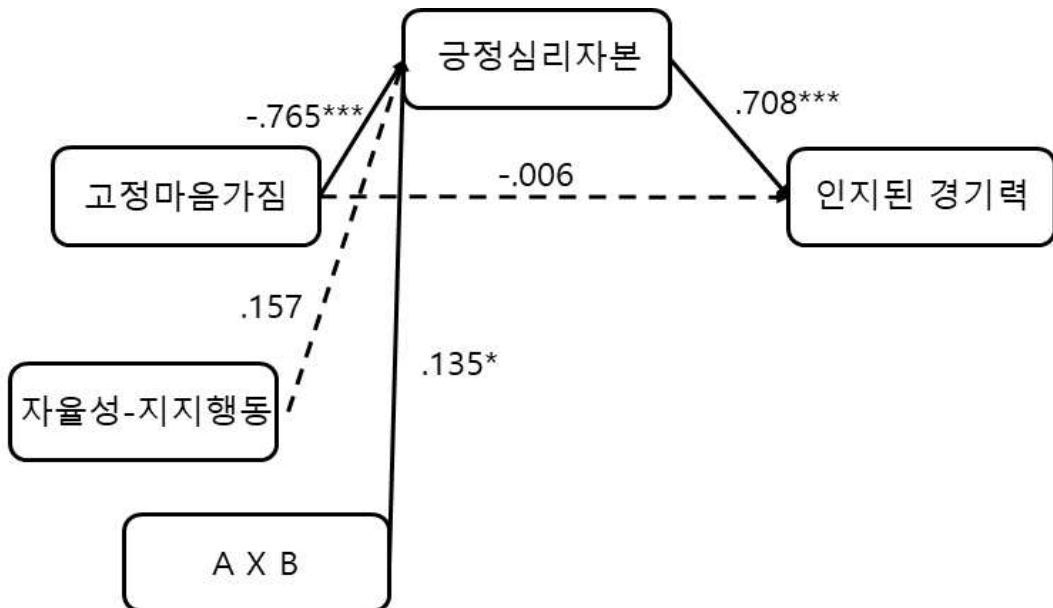 긍정심리자본
-.765***
.708***
고정마음가짐
-.006
인지된 경기력
.157
.135*
자율성-지지행동
A X B